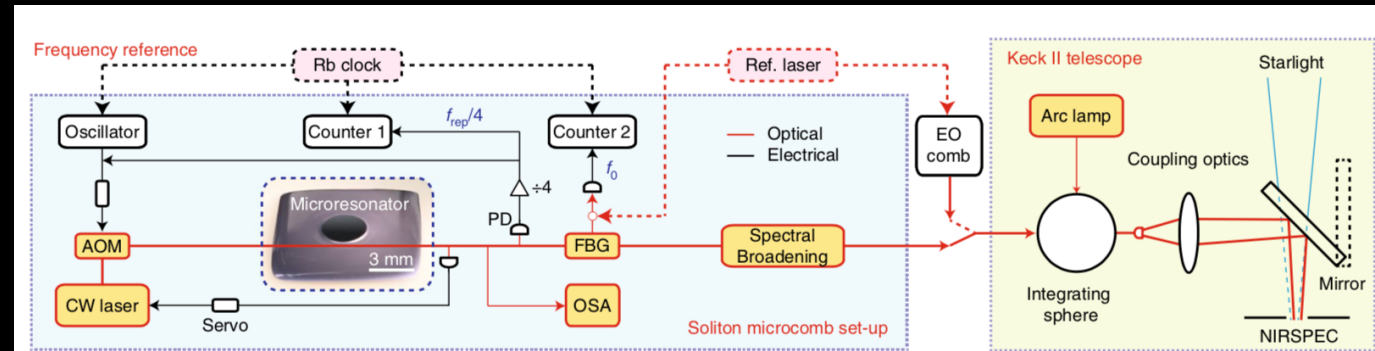 Frequency reference
Rb clock
Ref. laser
Keck II telescope
Starlight
Oscillator
Counter 1
f_rep/4
Counter 2
Optical
Electrical
EO
comb
Arc lamp
Coupling optics
f_0
÷4
PD
Microresonator
3 mm
AOM
FBG
Spectral
Broadening
CW laser
Servo
OSA
Soliton microcomb set-up
Integrating
sphere
Mirror
NIRSPEC